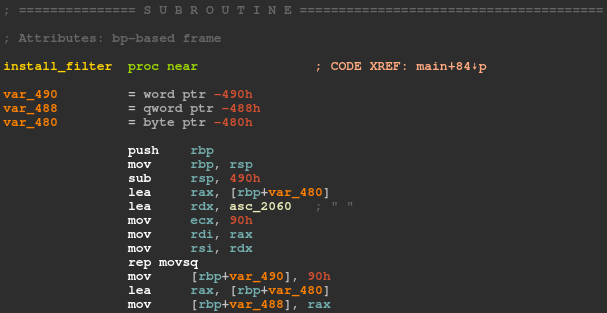 ; =============== S U B R O U T I N E =======================================
; Attributes: bp-based frame
install_filter proc near ; CODE XREF: main+84↓p
var_490 = word ptr -490h
var_488 = qword ptr -488h
var_480 = byte ptr -480h
push rbp
mov rbp, rsp
sub rsp, 490h
lea rax, [rbp+var_480]
lea rdx, asc_2060 ; " "
mov ecx, 90h
mov rdi, rax
mov rsi, rdx
rep movsq
mov [rbp+var_490], 90h
lea rax, [rbp+var_480]
mov [rbp+var_488], rax